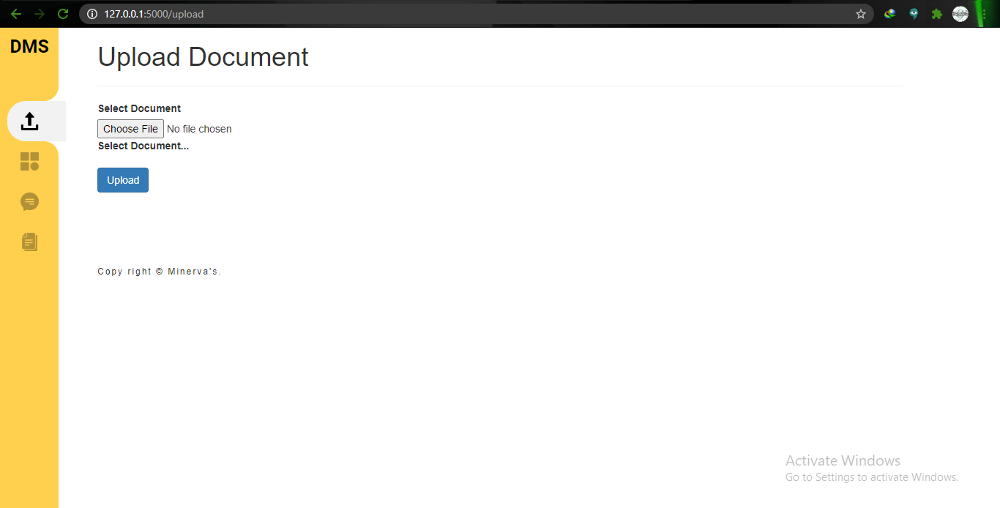 127.0.0.1:5000/upload
DMS
Upload Document
Select Document
Choose File No file chosen
Select Document...
Upload
Copy right © Minerva's.
Activate Windows
Go to Settings to activate Windows.